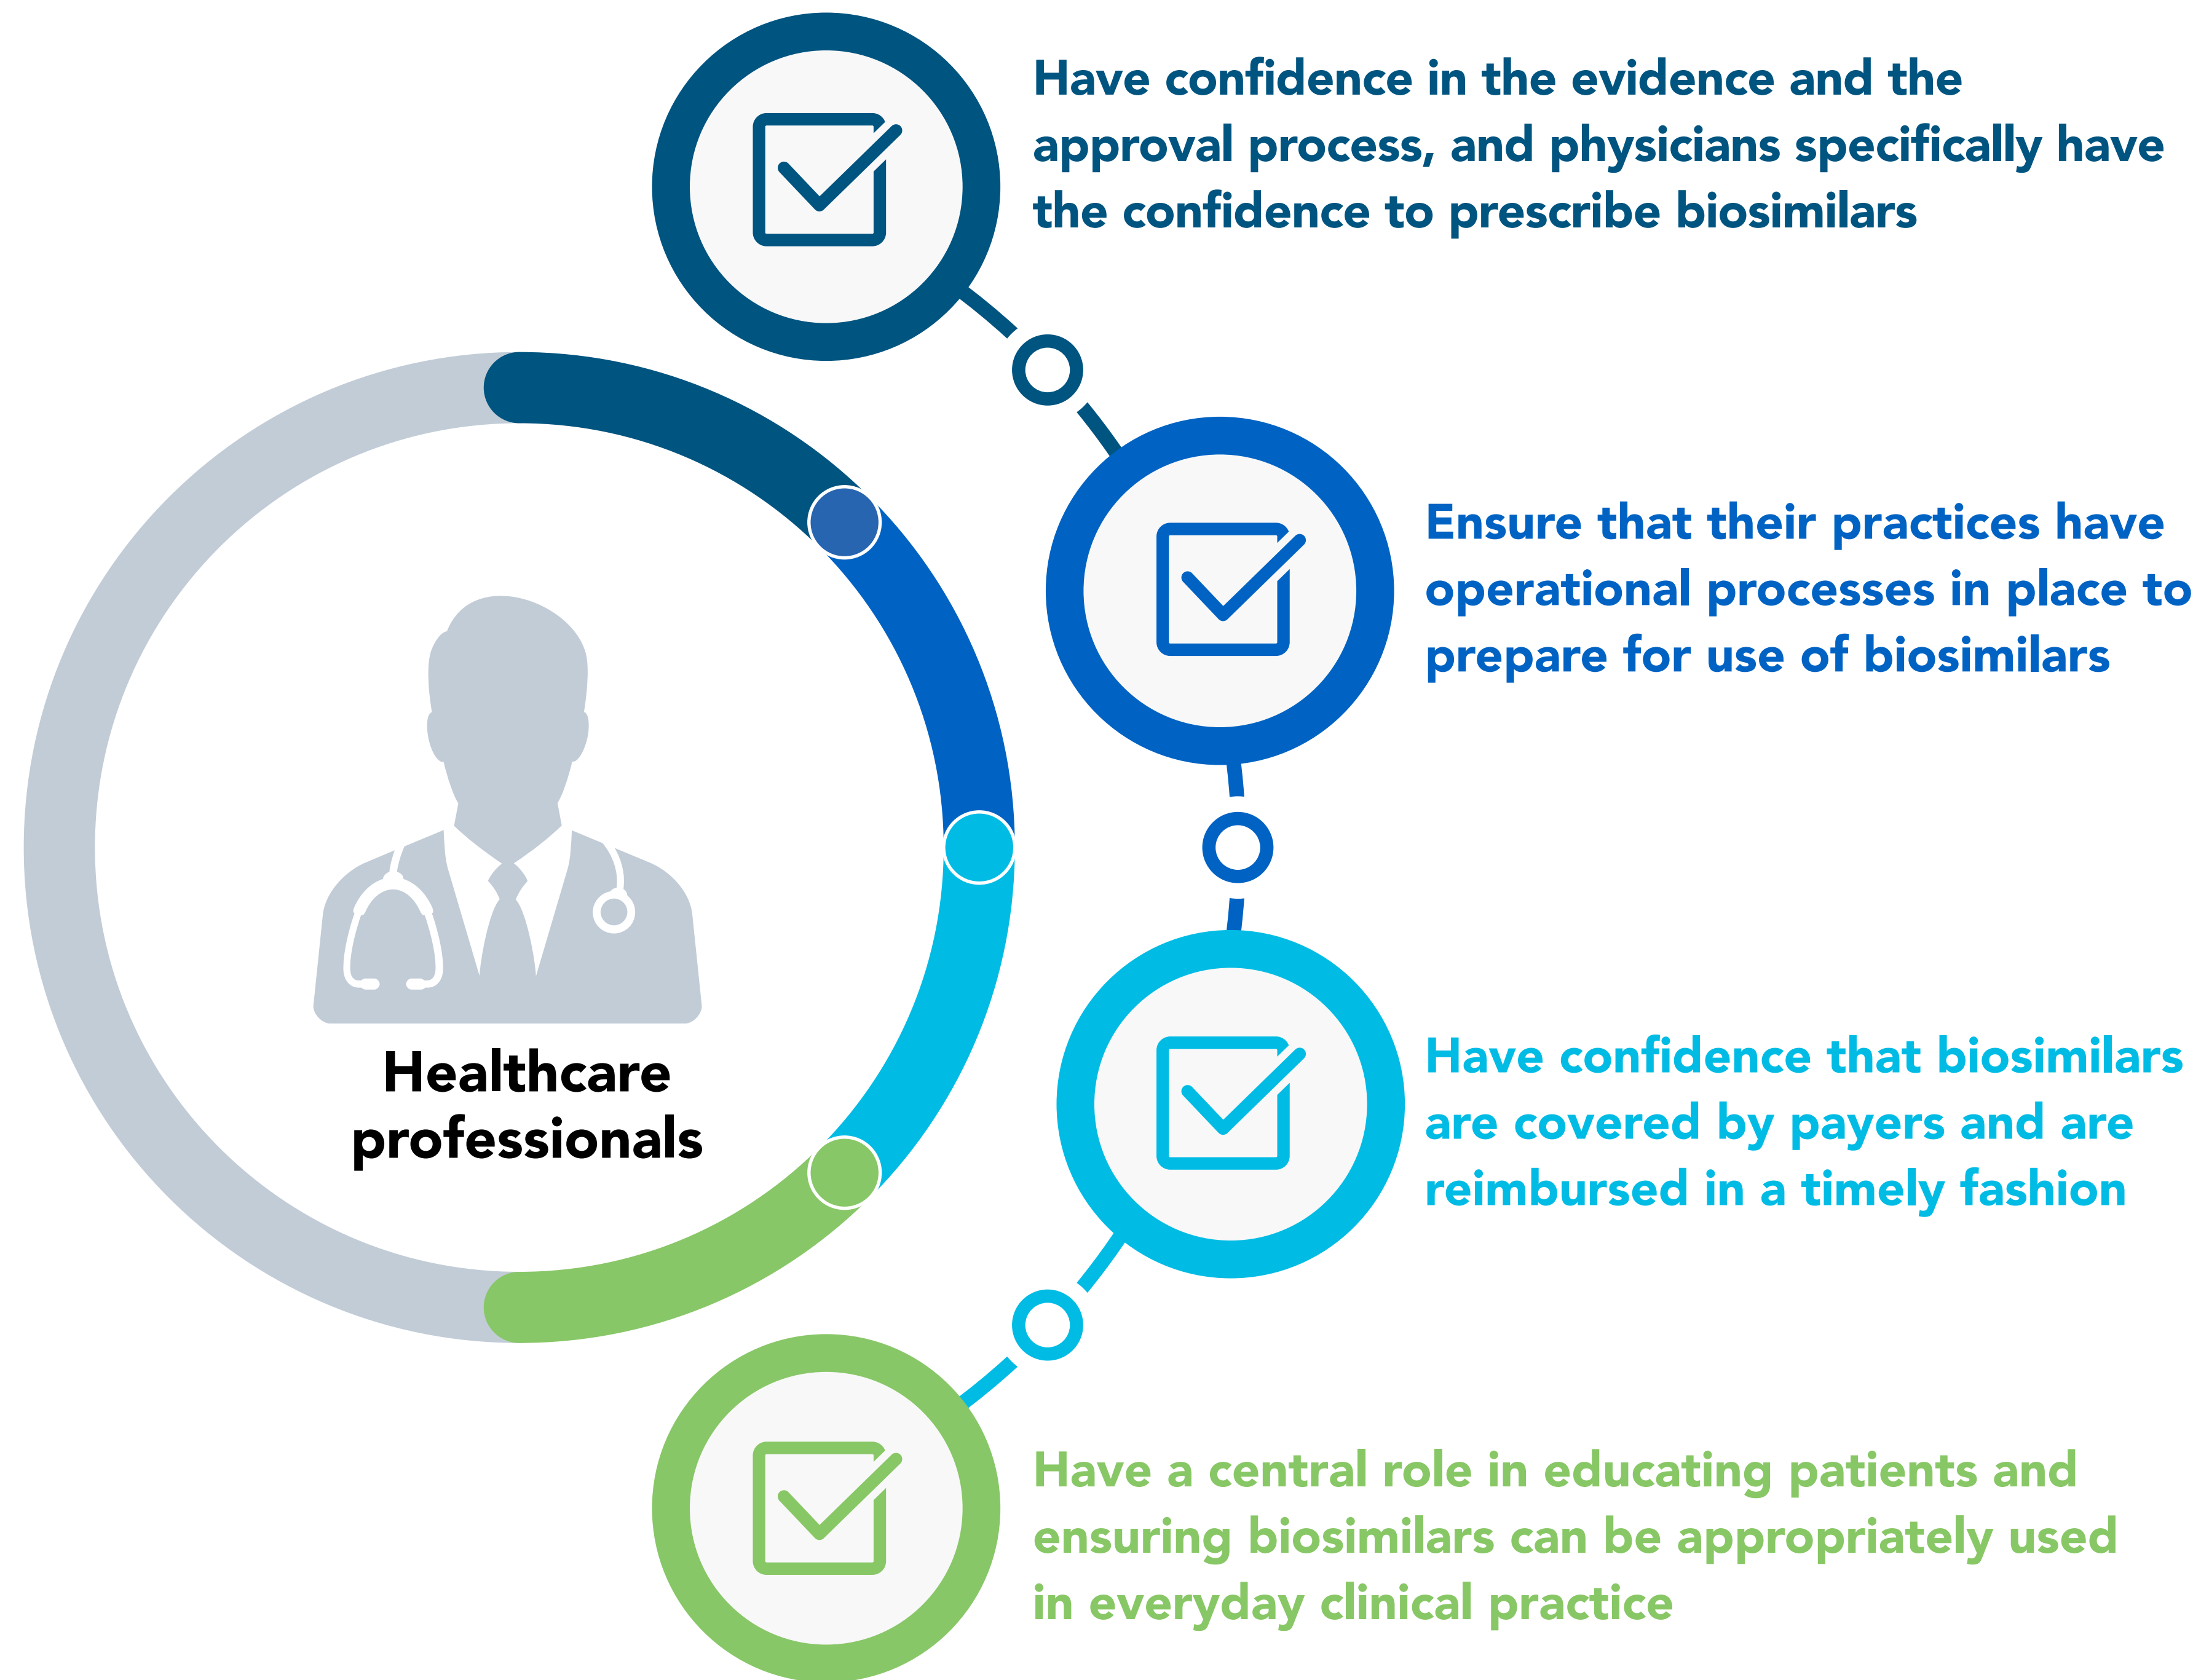 Have confidence in the evidence and the
approval process, and physicians specifically have
the confidence to prescribe biosimilars
Ensure that their practices have
operational processes in place to
prepare for use of biosimilars
Healthcare
professionals
Have confidence that biosimilars
are covered by payers and are
reimbursed in a timely fashion
Have a central role in educating patients and
ensuring biosimilars can be appropriately used
in everyday clinical practice